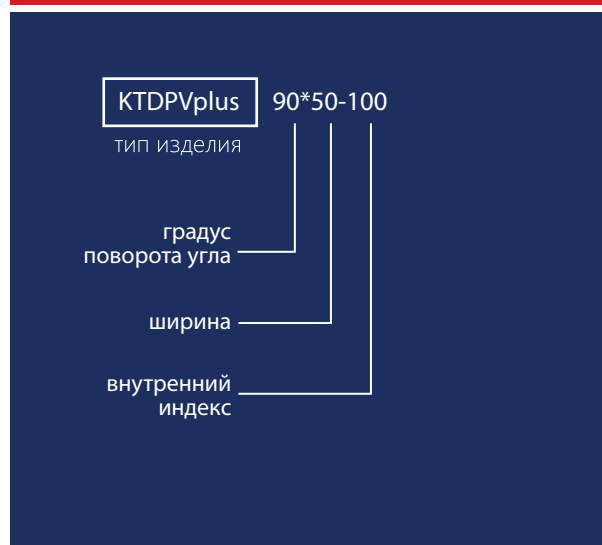 KTDPVplus 90*50-100
тип изделия
градус
поворота угла
ширина
внутренний
индекс